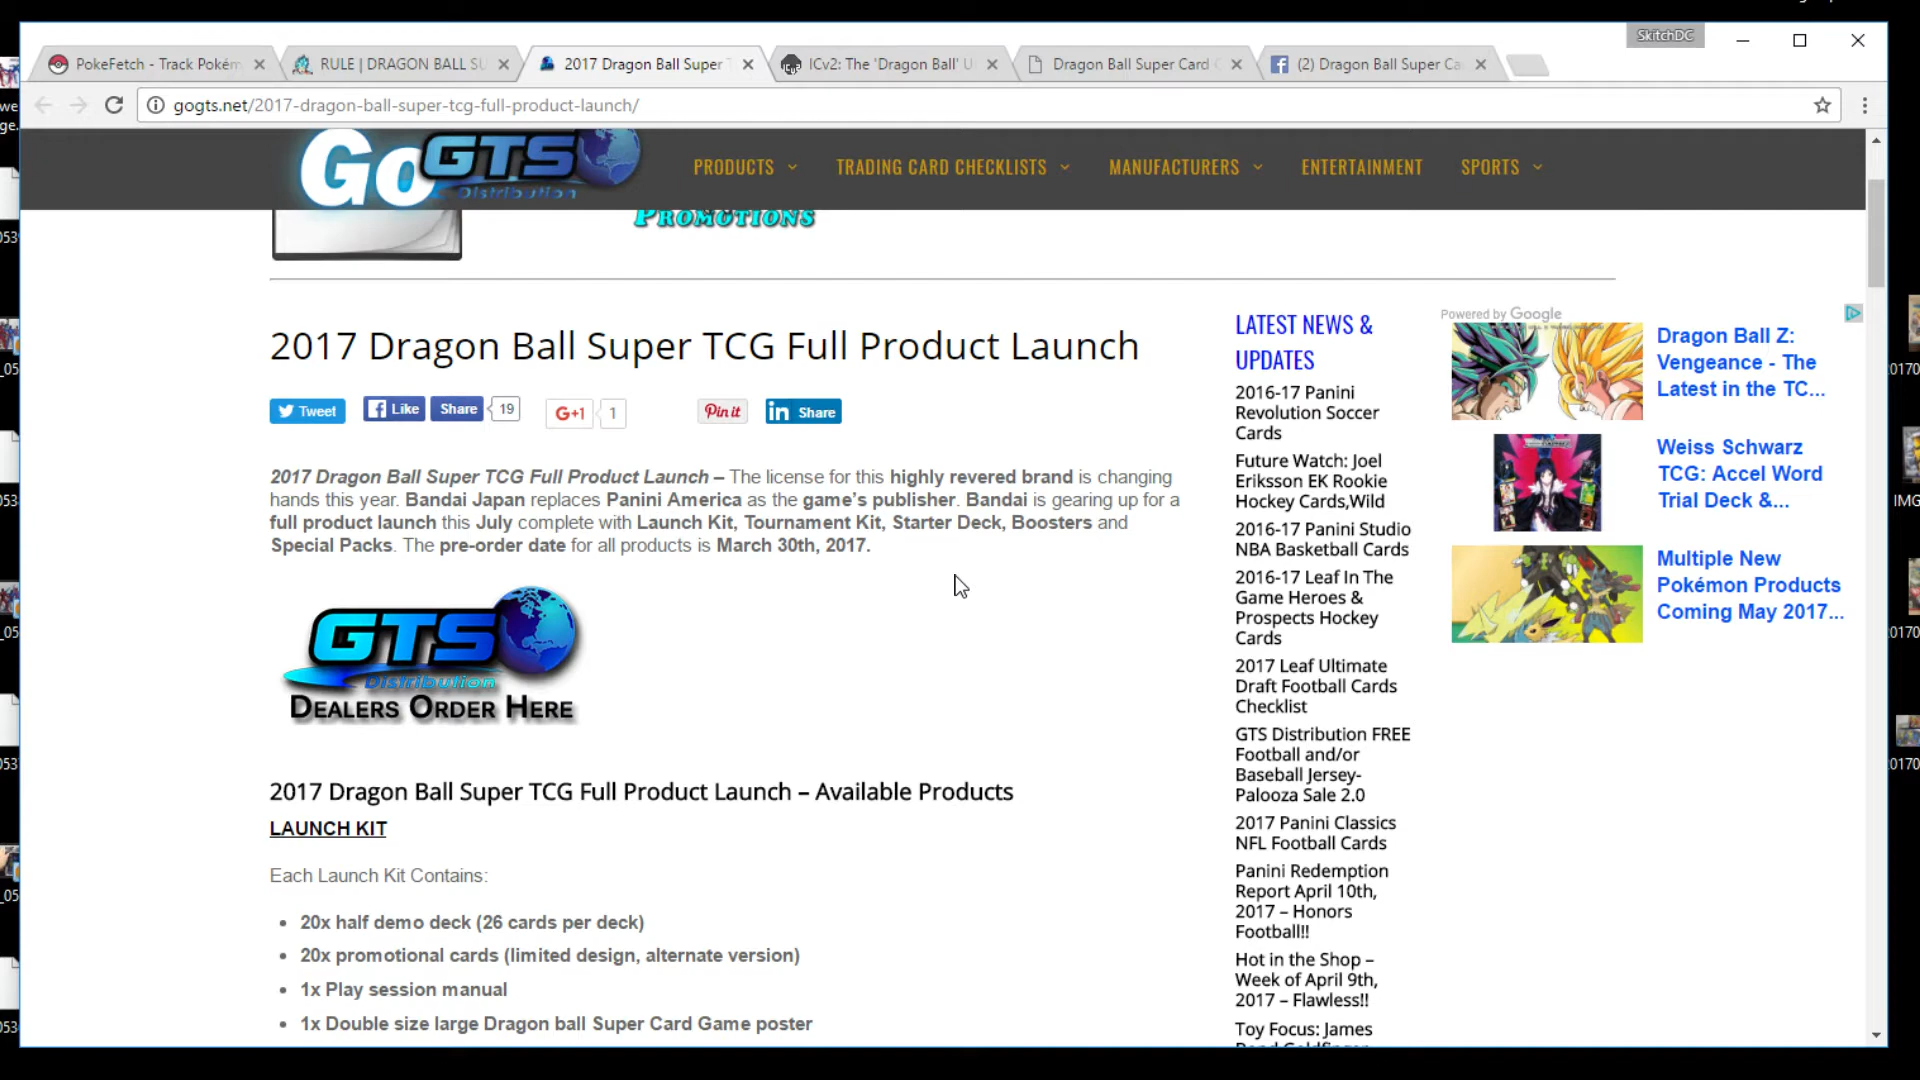 SkitchDC
PokeFetch - Track Pokém
RULE | DRAGON BALL SU
2017 Dragon Ball Super T
ICv2: The 'Dragon Ball' U
Dragon Ball Super Card G
(2) Dragon Ball Super Ca
gogts.net/2017-dragon-ball-super-tcg-full-product-launch/
Go GTS Distribution
PRODUCTS
TRADING CARD CHECKLISTS
MANUFACTURERS
ENTERTAINMENT
SPORTS
PROMOTIONS
2017 Dragon Ball Super TCG Full Product Launch
Tweet
Like
Share
19
G+1
1
Pin it
in Share
2017 Dragon Ball Super TCG Full Product Launch – The license for this highly revered brand is changing
hands this year. Bandai Japan replaces Panini America as the game's publisher. Bandai is gearing up for a
full product launch this July complete with Launch Kit, Tournament Kit, Starter Deck, Boosters and
Special Packs. The pre-order date for all products is March 30th, 2017.
GTS
Distribution
DEALERS ORDER HERE
2017 Dragon Ball Super TCG Full Product Launch – Available Products
LAUNCH KIT
Each Launch Kit Contains:
• 20x half demo deck (26 cards per deck)
• 20x promotional cards (limited design, alternate version)
• 1x Play session manual
• 1x Double size large Dragon ball Super Card Game poster
LATEST NEWS &
UPDATES
2016-17 Panini
Revolution Soccer
Cards
Future Watch: Joel
Eriksson EK Rookie
Hockey Cards,Wild
2016-17 Panini Studio
NBA Basketball Cards
2016-17 Leaf In The
Game Heroes &
Prospects Hockey
Cards
2017 Leaf Ultimate
Draft Football Cards
Checklist
GTS Distribution FREE
Football and/or
Baseball Jersey-
Palooza Sale 2.0
2017 Panini Classics
NFL Football Cards
Panini Redemption
Report April 10th,
2017 – Honors
Football!!
Hot in the Shop –
Week of April 9th,
2017 – Flawless!!
Toy Focus: James
Powered by Google
Dragon Ball Z:
Vengeance - The
Latest in the TC...
Weiss Schwarz
TCG: Accel Word
Trial Deck &...
Multiple New
Pokémon Products
Coming May 2017...
IMG